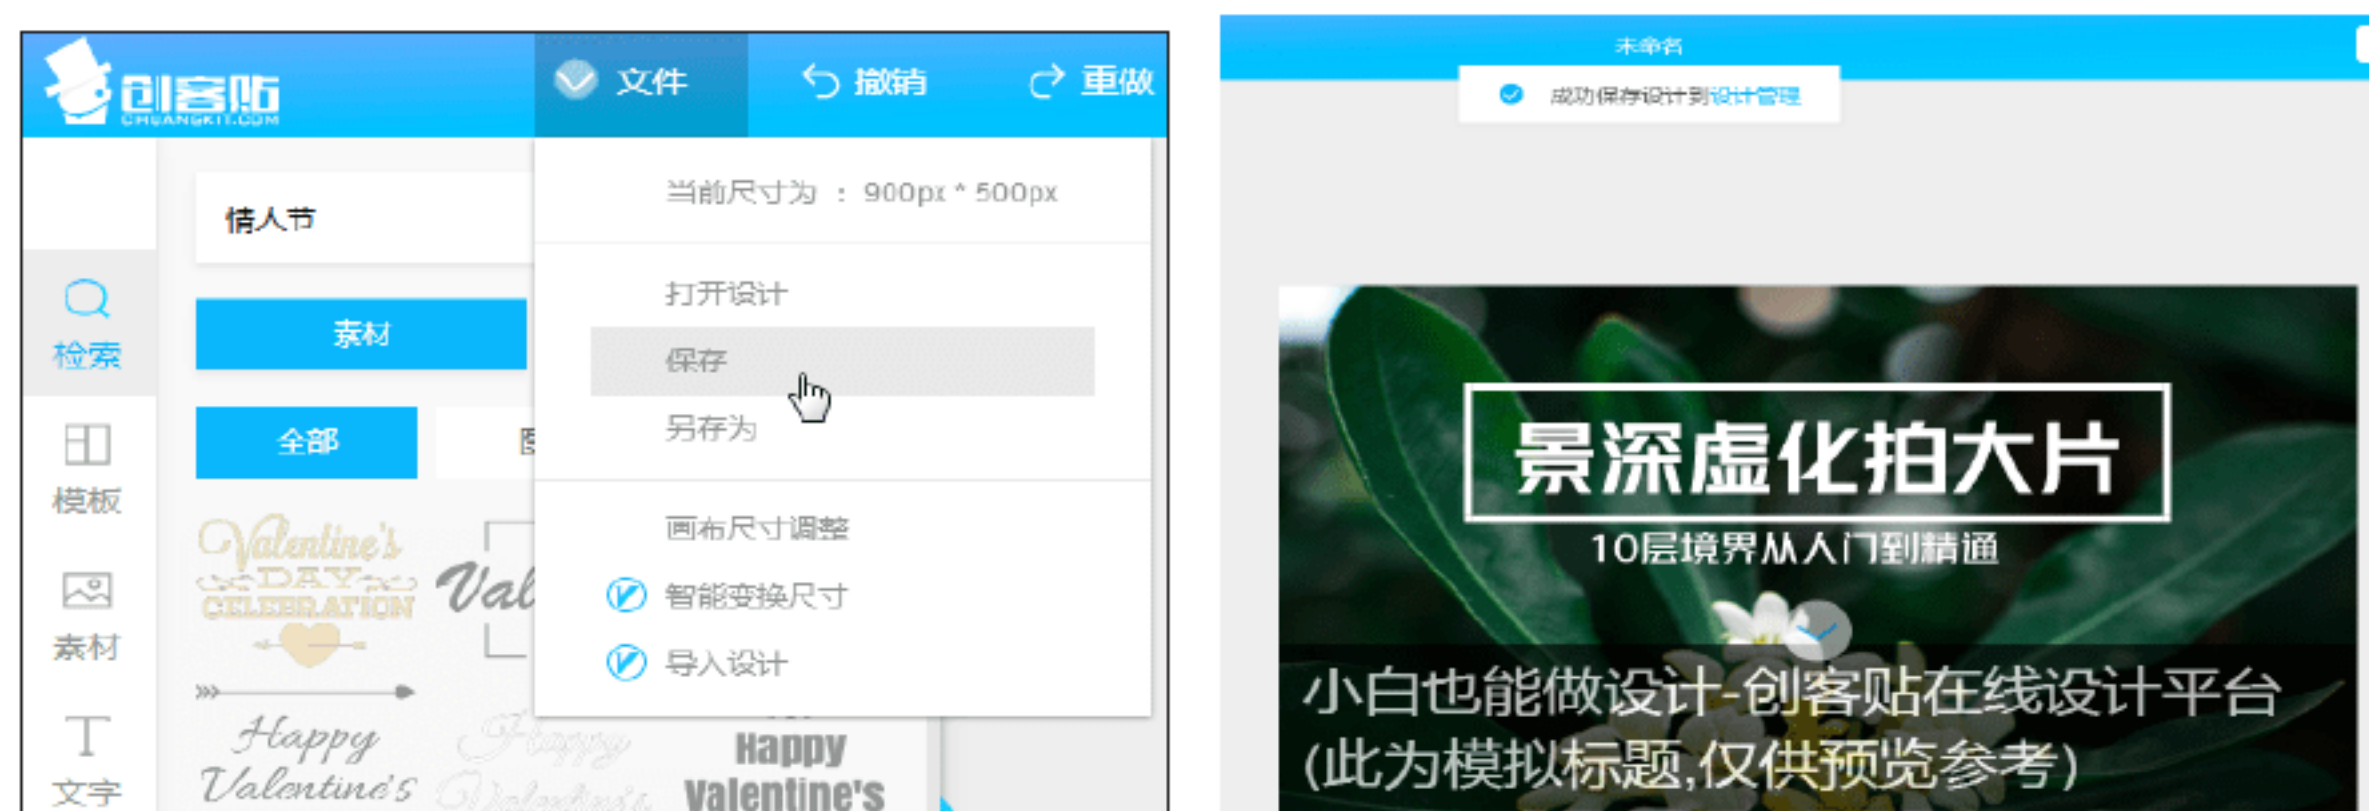 创客贴
CHUANGKIT.COM
文件
撤销
重做
当前尺寸为 : 900px * 500px
情人节
打开设计
检索
素材
保存
全部
另存为
模板
画布尺寸调整
Valentine's
DAY
CELEBRATION
Val
智能变换尺寸
素材
导入设计
Happy
Valentine's
Happy
Valentine's
Happy
Valentine's
文字
未命名
成功保存设计到设计管理
景深虚化拍大片
10层境界从入门到精通
小白也能做设计-创客贴在线设计平台
(此为模拟标题,仅供预览参考)